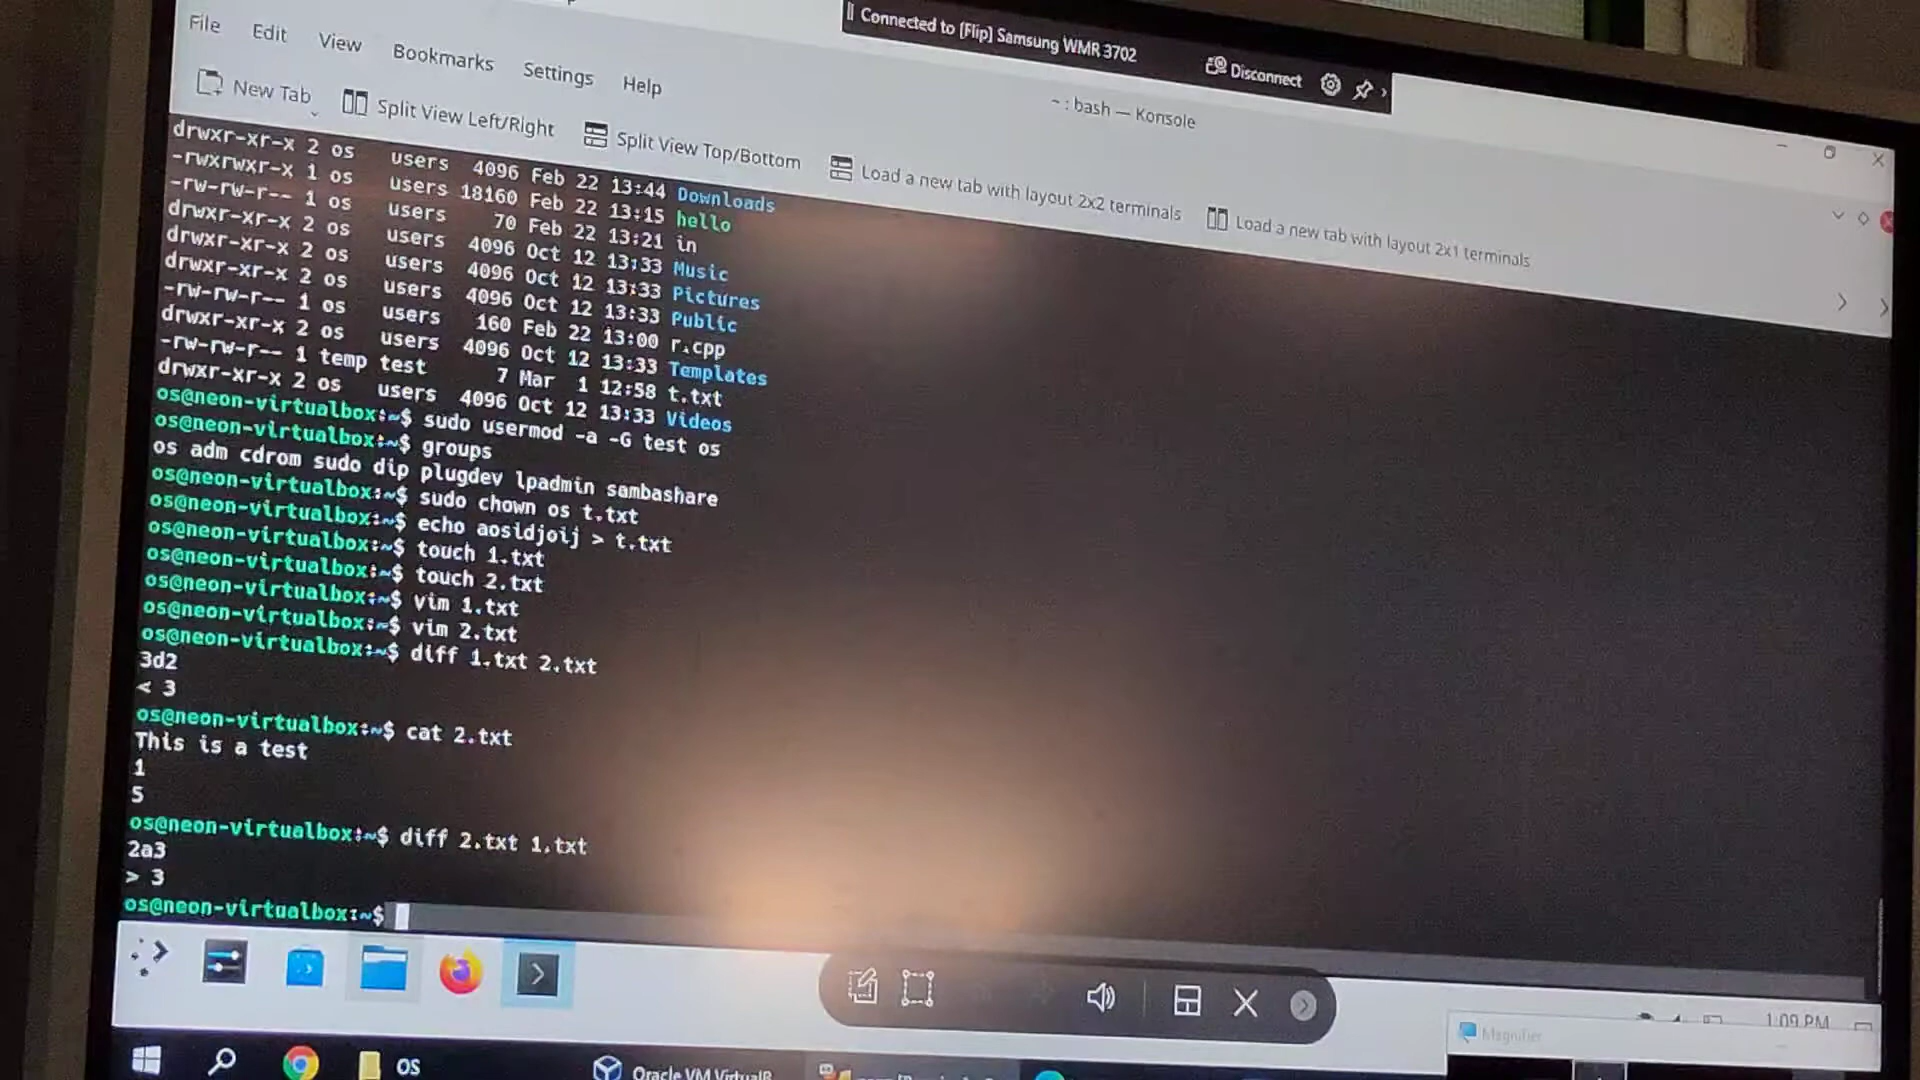 Connected to [Flip] Samsung WMR 3702
Disconnect
File Edit View Bookmarks Settings Help
~ : bash — Konsole
New Tab Split View Left/Right Split View Top/Bottom Load a new tab with layout 2x2 terminals Load a new tab with layout 2x1 terminals
drwxr-xr-x 2 os users 4096 Feb 22 13:44 Downloads
-rwxrwxr-x 1 os users 18160 Feb 22 13:15 hello
-rw-rw-r-- 1 os users 70 Feb 22 13:21 in
drwxr-xr-x 2 os users 4096 Oct 12 13:33 Music
drwxr-xr-x 2 os users 4096 Oct 12 13:33 Pictures
drwxr-xr-x 2 os users 4096 Oct 12 13:33 Public
-rw-rw-r-- 1 os users 160 Feb 22 13:00 r.cpp
drwxr-xr-x 2 os users 4096 Oct 12 13:33 Templates
-rw-rw-r-- 1 temp test 7 Mar 1 12:58 t.txt
drwxr-xr-x 2 os users 4096 Oct 12 13:33 Videos
os@neon-virtualbox:~$ sudo usermod -a -G test os
os@neon-virtualbox:~$ groups
os adm cdrom sudo dip plugdev lpadmin sambashare
os@neon-virtualbox:~$ sudo chown os t.txt
os@neon-virtualbox:~$ echo aosldjoij > t.txt
os@neon-virtualbox:~$ touch 1.txt
os@neon-virtualbox:~$ touch 2.txt
os@neon-virtualbox:~$ vim 1.txt
os@neon-virtualbox:~$ vim 2.txt
os@neon-virtualbox:~$ diff 1.txt 2.txt
3d2
< 3
os@neon-virtualbox:~$ cat 2.txt
This is a test
1
5
os@neon-virtualbox:~$ diff 2.txt 1.txt
2a3
> 3
os@neon-virtualbox:~$
1:09 PM
Magnifier
OS
Oracle VM VirtualB